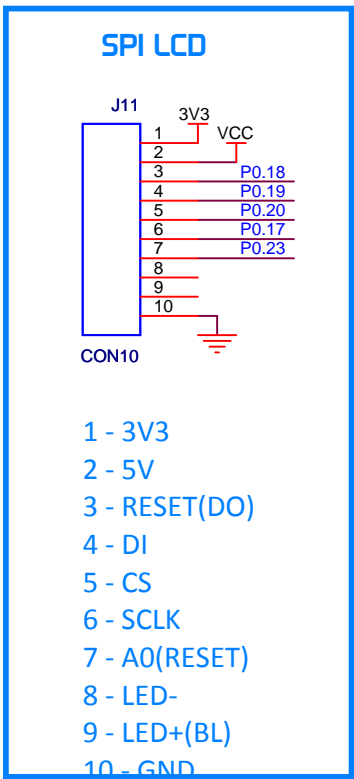 SPI LCD
J11
3V3
1
VCC
2
3 P0.18
4 P0.19
5 P0.20
6 P0.17
7 P0.23
8
9
10
CON10
1 - 3V3
2 - 5V
3 - RESET(DO)
4 - DI
5 - CS
6 - SCLK
7 - A0(RESET)
8 - LED-
9 - LED+(BL)
10 - GND